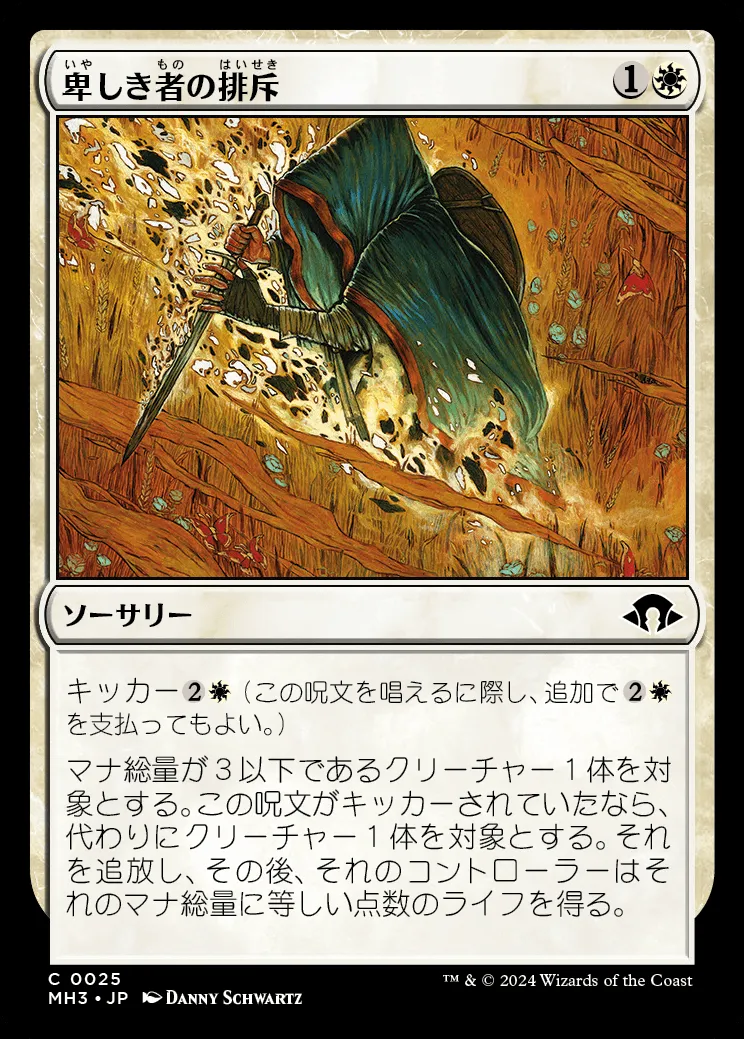 いや もの はいせき
卑しき者の排斥 1
ソーサリー
キッカー2（この呪文を唱えるに際し、追加で2
を支払ってもよい。）
マナ総量が３以下であるクリーチャー１体を対
象とする。この呪文がキッカーされていたなら、
代わりにクリーチャー１体を対象とする。それ
を追放し、その後、それのコントローラーはそ
れのマナ総量に等しい点数のライフを得る。
C 0025
MH3 • JP DANNY SCHWARTZ
™ & © 2024 Wizards of the Coast